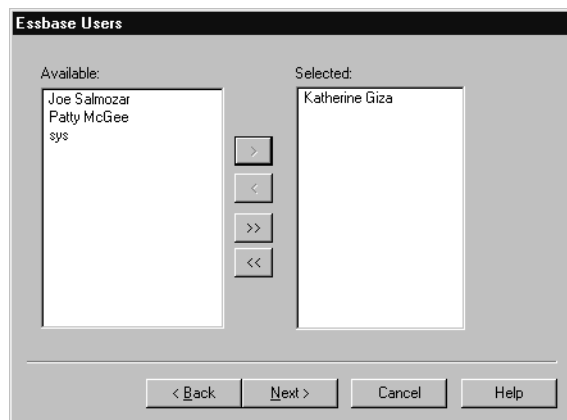 Essbase Users
Available:
Joe Salmozar
Patty McGee
sys
>
<
>>
<<
Selected:
Katherine Giza
< Back
Next >
Cancel
Help